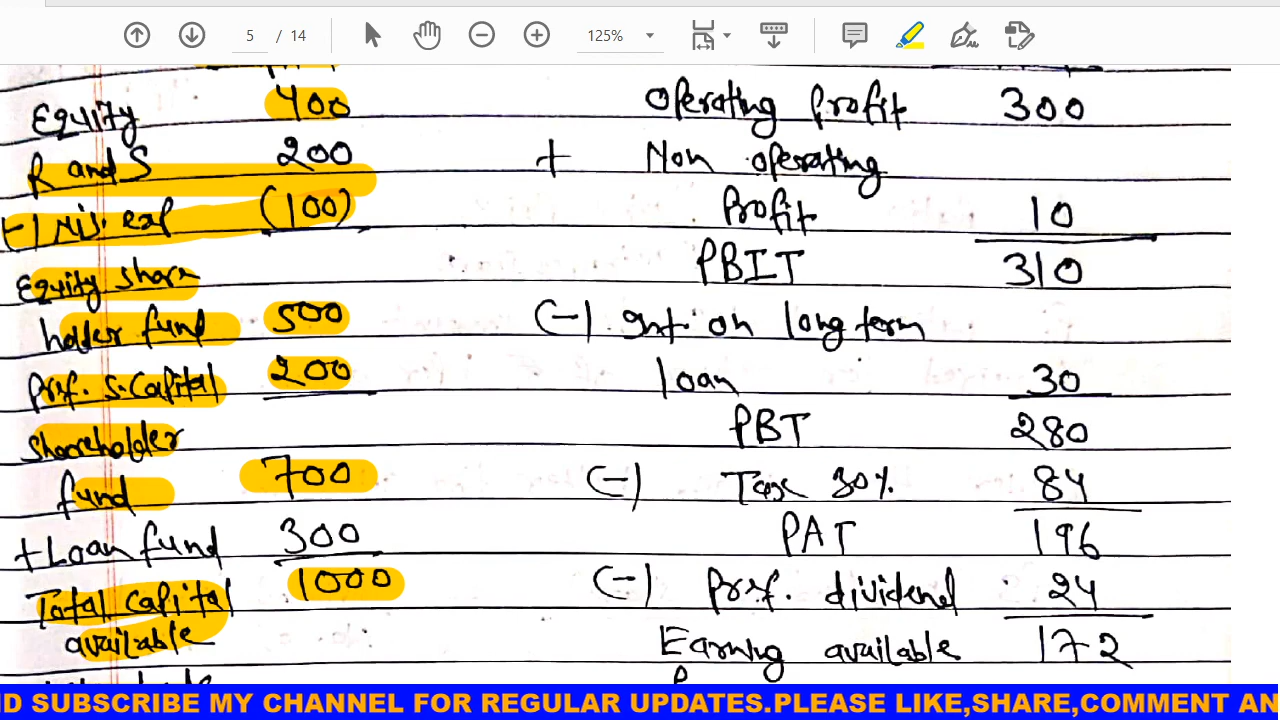 5 / 14 125%
Equity 400
R and S 200
(-) Mis. exp (100)
Equity share
holder fund 500
Pref. S. Capital 200
Shareholder
fund 700
+ Loan fund 300
Total Capital 1000
available
Operating Profit 300
+ Non operating
Profit 10
PBIT 310
(-) Int. on long term
loan 30
PBT 280
(-) Tax 30% 84
PAT 196
(-) Pref. dividend 24
Earning available 172
ND SUBSCRIBE MY CHANNEL FOR REGULAR UPDATES.PLEASE LIKE,SHARE,COMMENT AN